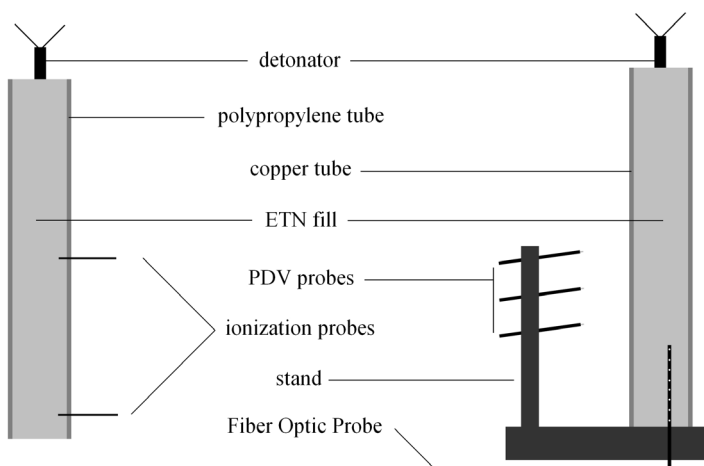 detonator
polypropylene tube
copper tube
ETN fill
PDV probes
ionization probes
stand
Fiber Optic Probe